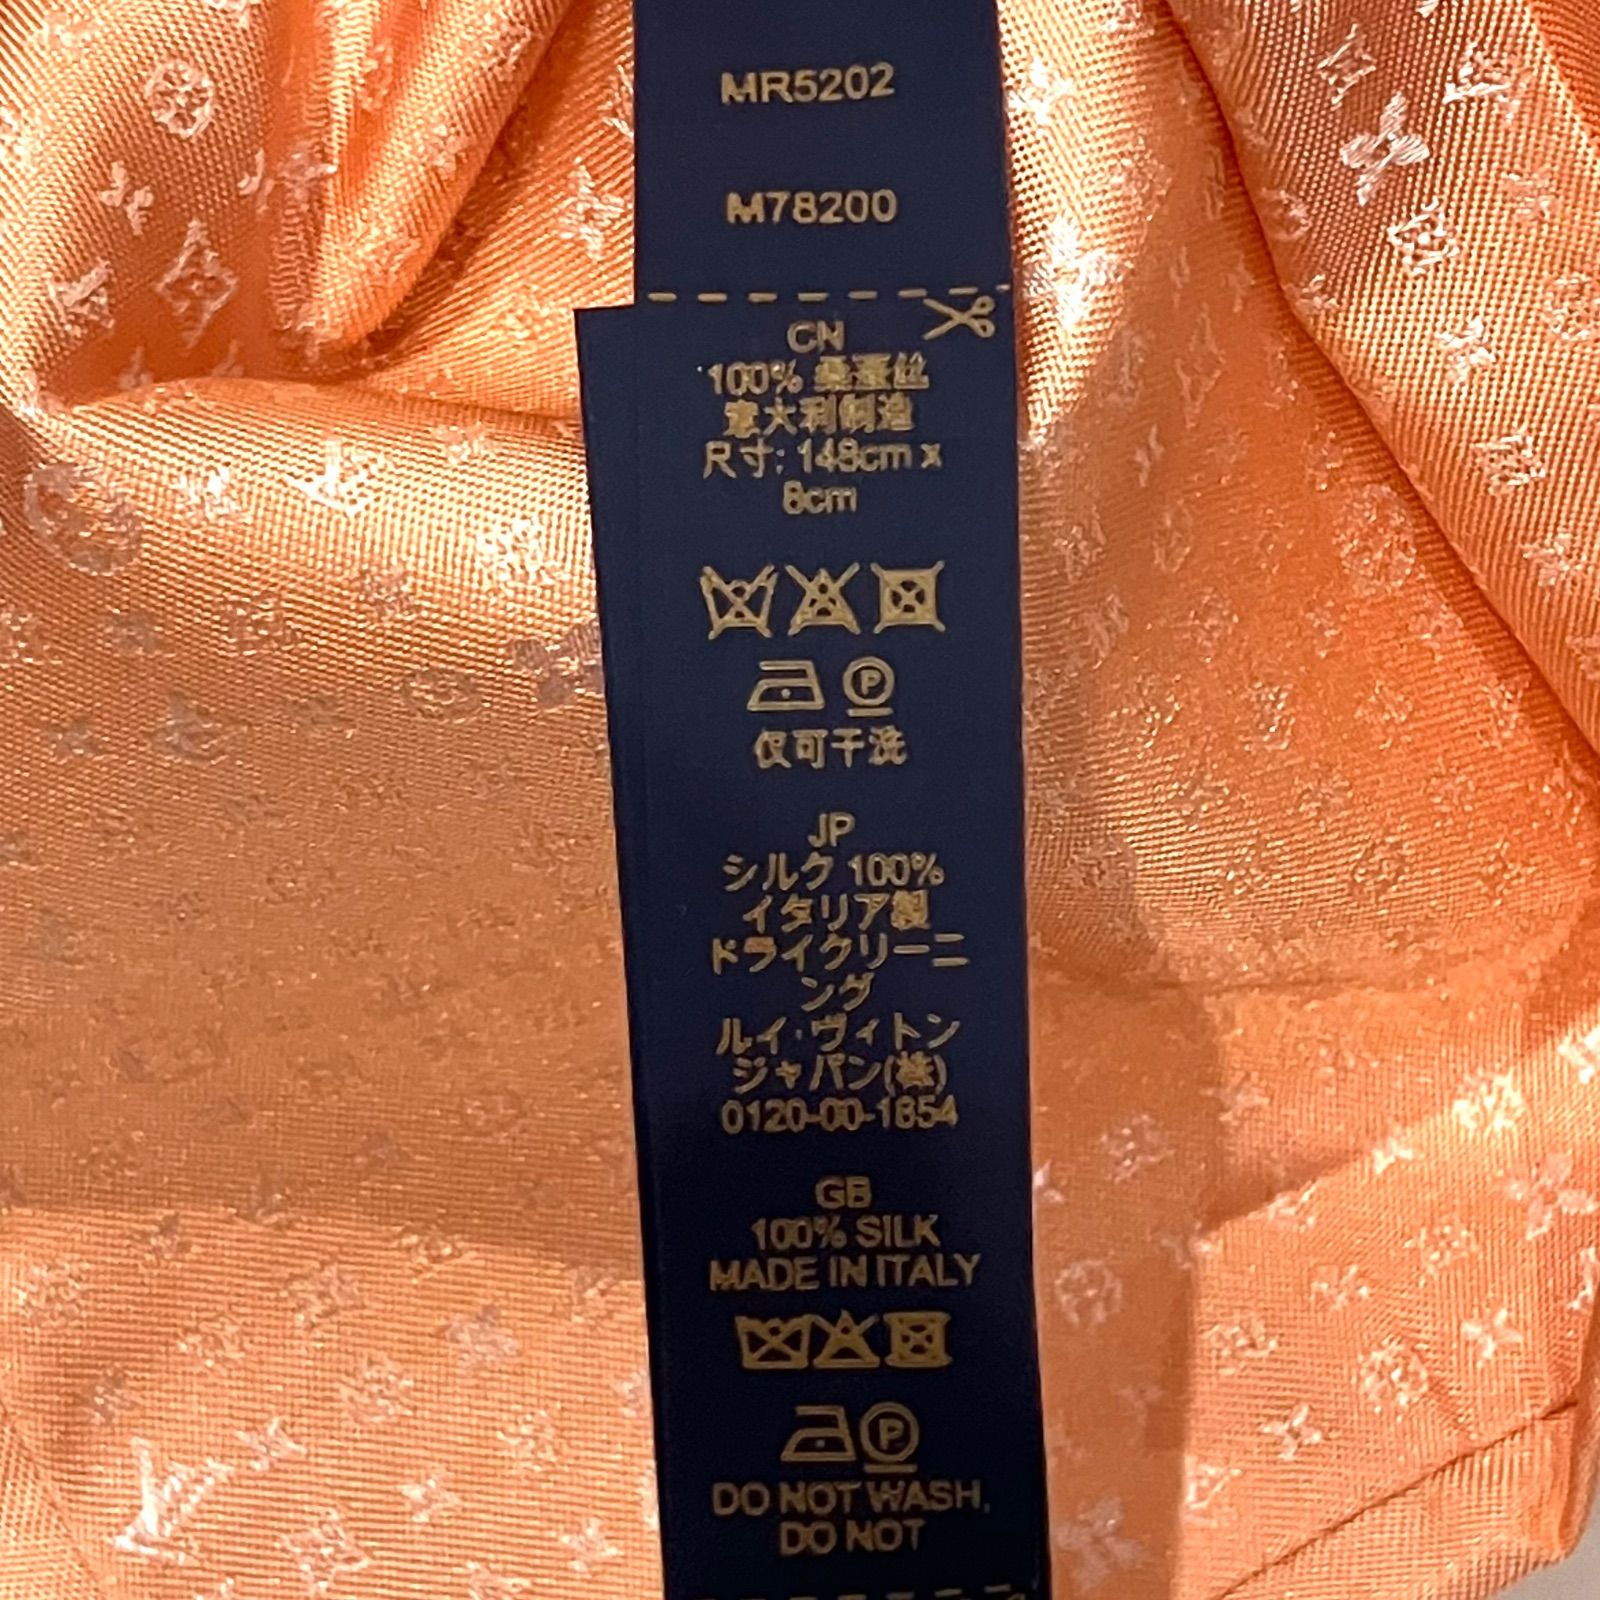 MR5202
M78200
CN
100% 桑蚕丝
意大利制造
尺寸: 148cm x
8cm
P
仅可干洗
JP
シルク 100%
イタリア製
ドライクリーニ
ング
ルイ・ヴィトン
ジャパン(株)
0120-00-1854
GB
100% SILK
MADE IN ITALY
P
DO NOT WASH,
DO NOT